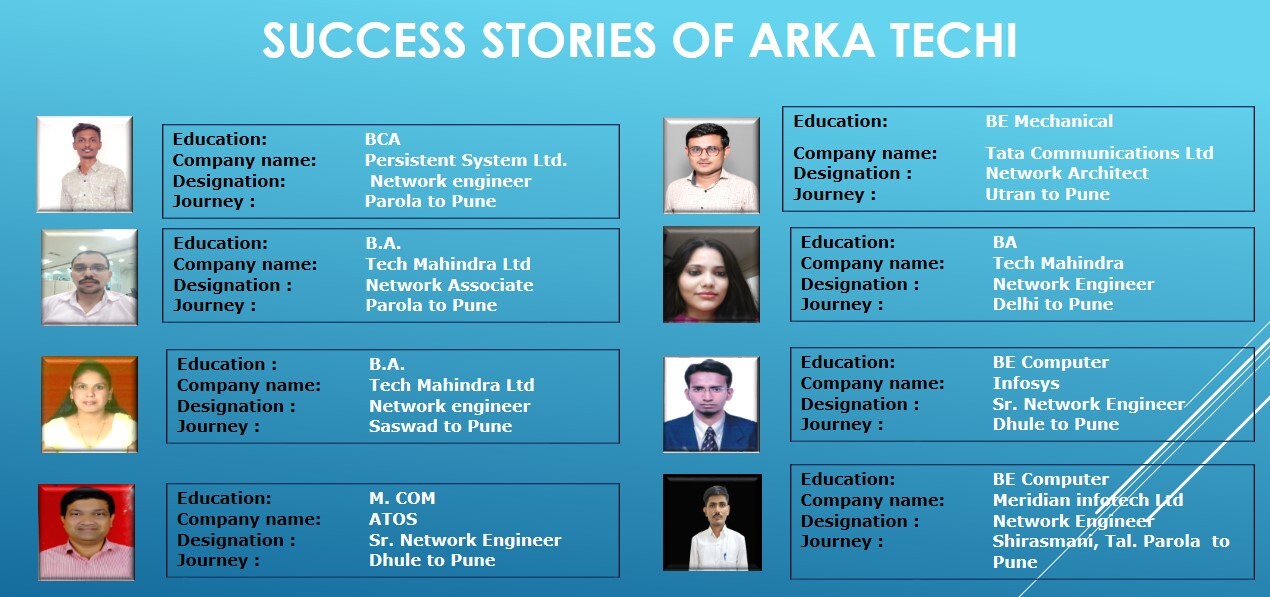 SUCCESS STORIES OF ARKA TECHI
Education: BCA
Company name: Persistent System Ltd.
Designation: Network engineer
Journey : Parola to Pune
Education: B.A.
Company name: Tech Mahindra Ltd
Designation : Network Associate
Journey : Parola to Pune
Education : B.A.
Company name: Tech Mahindra Ltd
Designation : Network engineer
Journey : Saswad to Pune
Education: M. COM
Company name: ATOS
Designation : Sr. Network Engineer
Journey : Dhule to Pune
Education: BE Mechanical
Company name: Tata Communications Ltd
Designation : Network Architect
Journey : Utran to Pune
Education: BA
Company name: Tech Mahindra
Designation : Network Engineer
Journey : Delhi to Pune
Education: BE Computer
Company name: Infosys
Designation : Sr. Network Engineer
Journey : Dhule to Pune
Education: BE Computer
Company name: Meridian infotech Ltd
Designation : Network Engineer
Journey : Shirasmani, Tal. Parola to
Pune